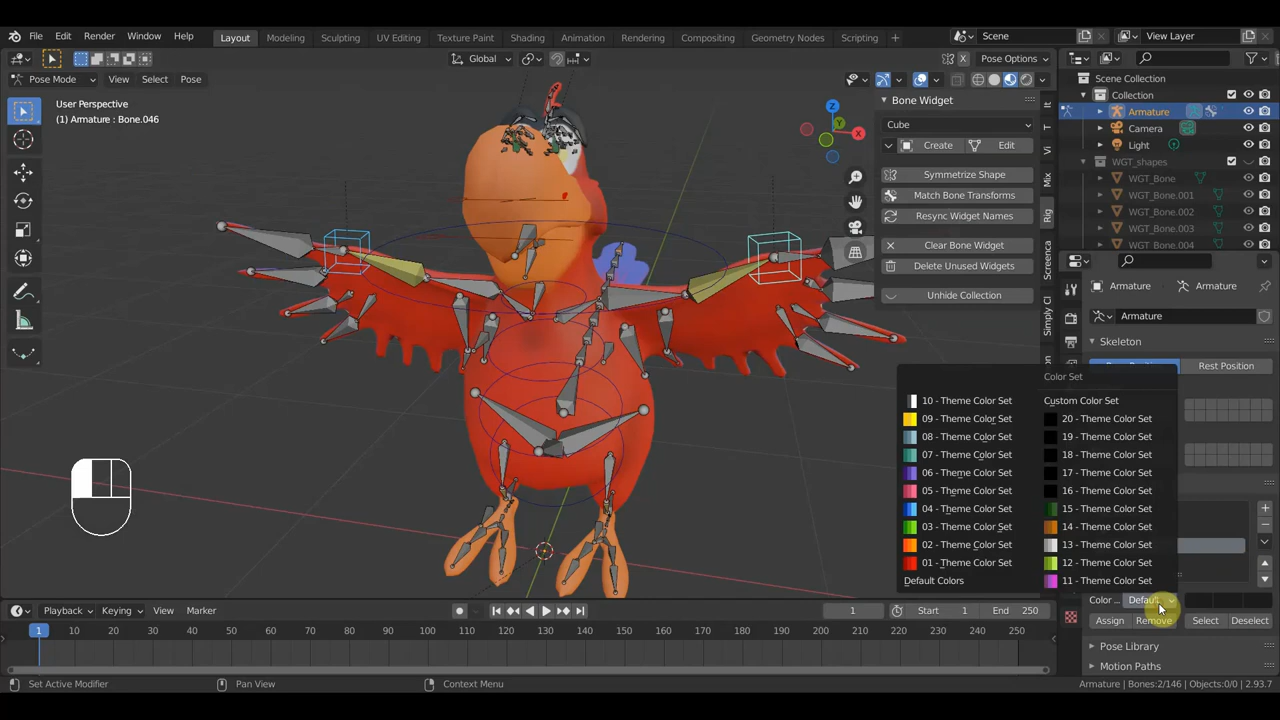 File Edit Render Window Help Layout Modeling Sculpting UV Editing Texture Paint Shading Animation Rendering Compositing Geometry Nodes Scripting + Scene View Layer
Global Pose Options
Pose Mode View Select Pose
User Perspective
(1) Armature : Bone.046
Z
Y
X
Bone Widget
Cube
Create Edit
Symmetrize Shape
Match Bone Transforms
Resync Widget Names
Clear Bone Widget
Delete Unused Widgets
Unhide Collection
It
T
Vi
Mix
Rig
Screenca
Simply Cl
Scene Collection
Collection
Armature
Camera
Light
WGT_shapes
WGT_Bone
WGT_Bone.001
WGT_Bone.002
WGT_Bone.003
WGT_Bone.004
Armature Armature
Armature
Skeleton
Rest Position
Color Set
10 - Theme Color Set Custom Color Set
09 - Theme Color Set 20 - Theme Color Set
08 - Theme Color Set 19 - Theme Color Set
07 - Theme Color Set 18 - Theme Color Set
06 - Theme Color Set 17 - Theme Color Set
05 - Theme Color Set 16 - Theme Color Set
04 - Theme Color Set 15 - Theme Color Set
03 - Theme Color Set 14 - Theme Color Set
02 - Theme Color Set 13 - Theme Color Set
01 - Theme Color Set 12 - Theme Color Set
Default Colors 11 - Theme Color Set
Color ... Default
Assign Remove Select Deselect
Pose Library
Motion Paths
Playback Keying View Marker 1 Start 1 End 250
1 10 20 30 40 50 60 70 80 90 100 110 120 130 140 150 160 170 180 190 200 210 220 230 240 250
Set Active Modifier Pan View Context Menu Armature | Bones:2/146 | Objects:0/0 | 2.93.7